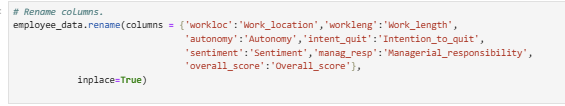 # Rename columns.
employee_data.rename(columns = {'workloc':'Work_location','workleng':'Work_length',
'autonomy':'Autonomy','intent_quit':'Intention_to_quit',
'sentiment':'Sentiment','manag_resp':'Managerial_responsibility',
'overall_score':'Overall_score'},
inplace=True)